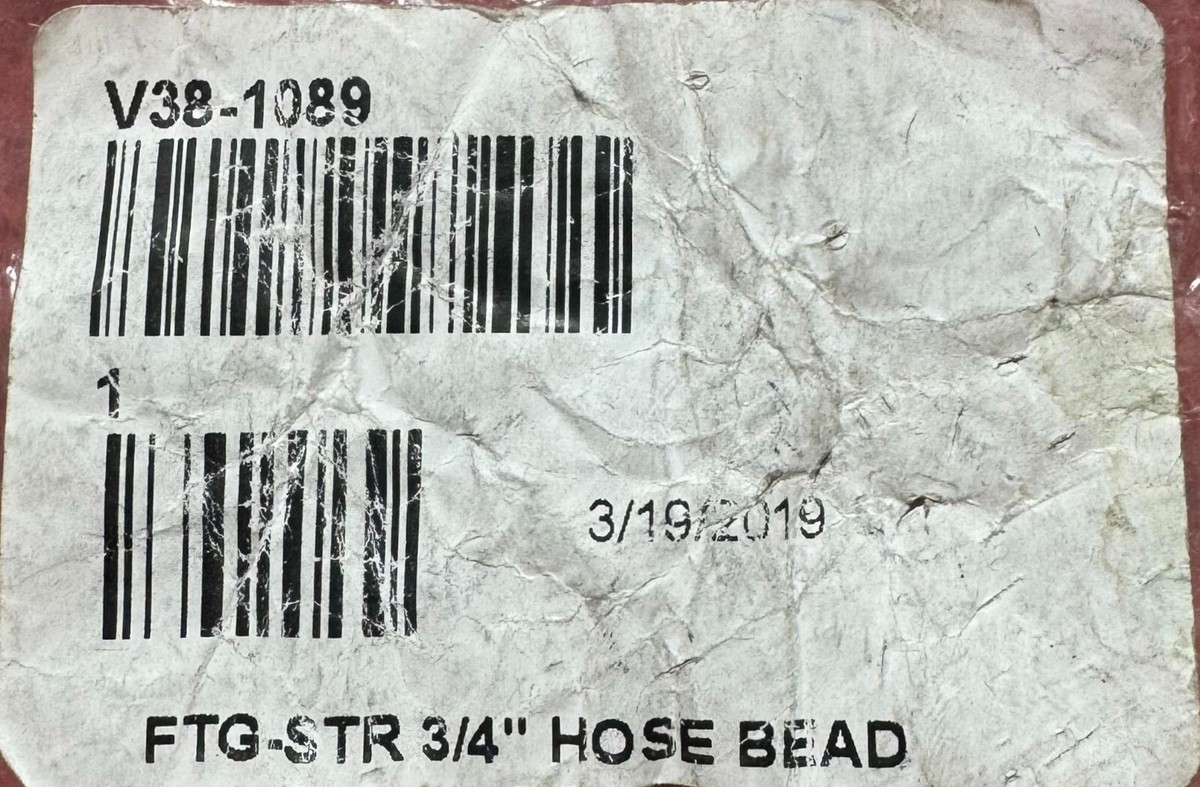 V38-1089
1
3/19/2019
FTG-STR 3/4" HOSE BEAD